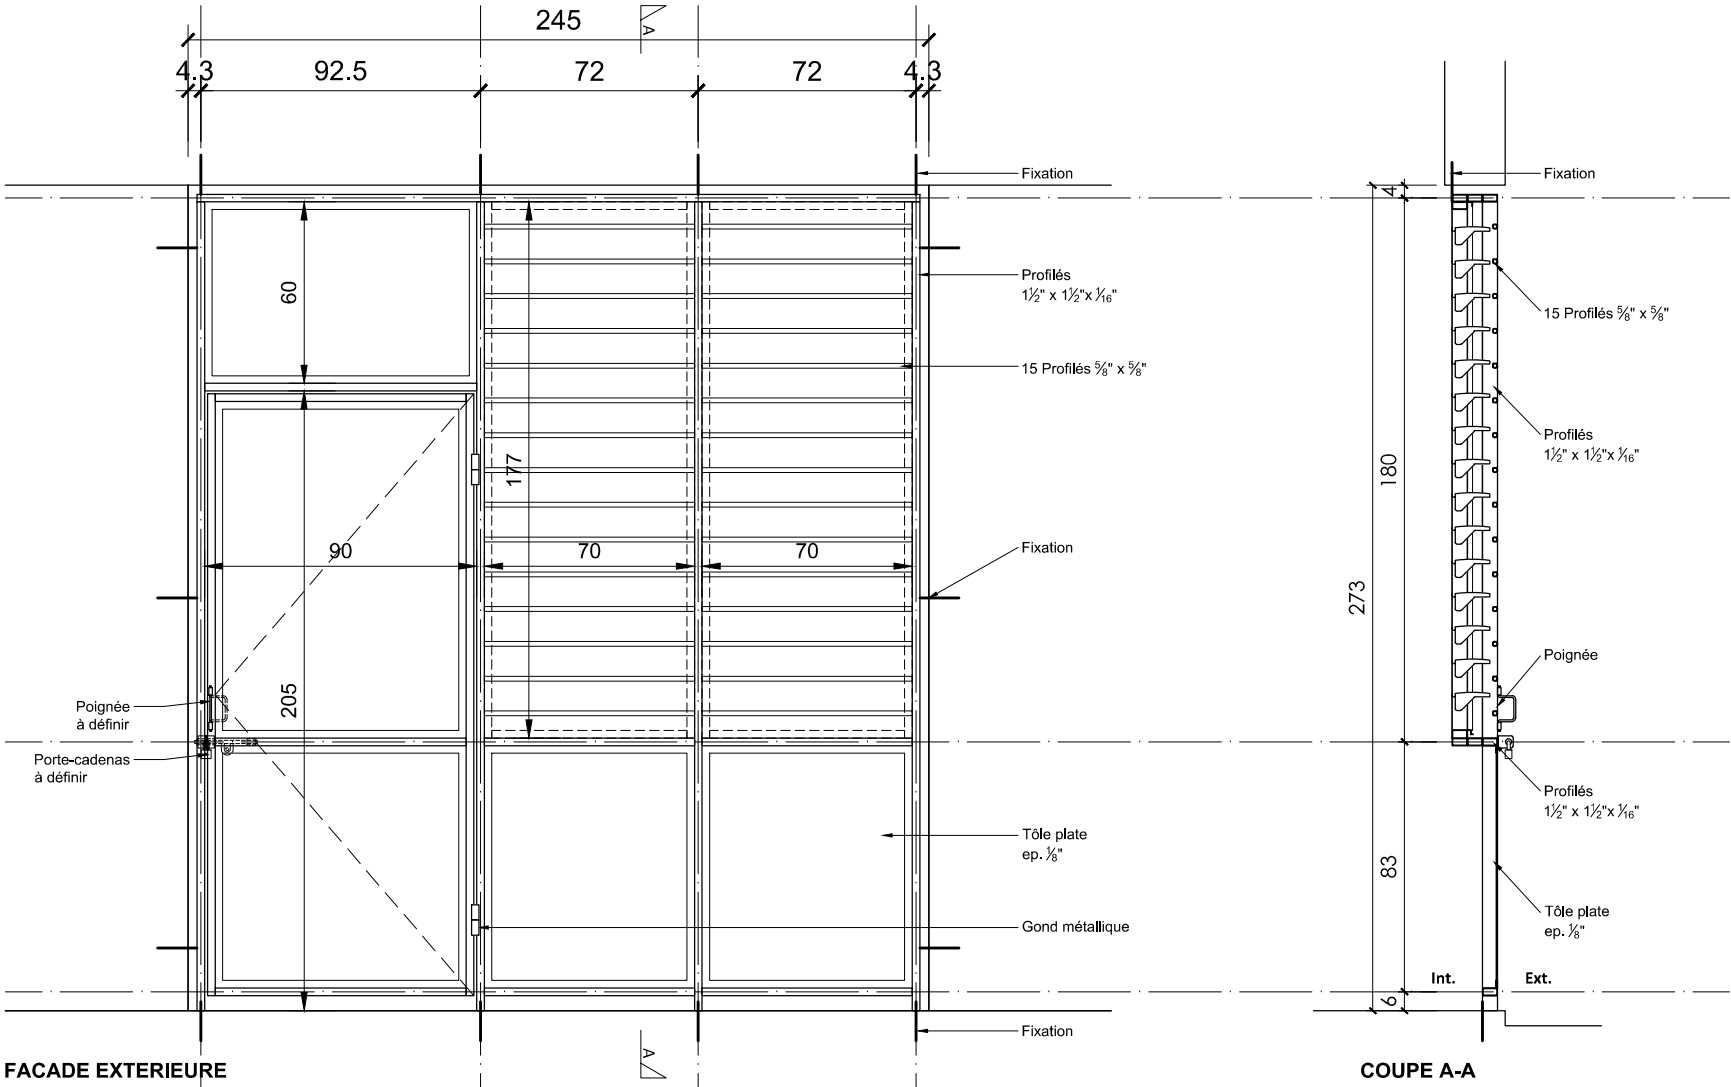 245
A
4.3
92.5
72
72
4.3
Fixation
60
Profilés
1½" x 1½"x 1⁄16"
15 Profilés ⅝" x ⅝"
177
Fixation
90
70
70
205
Poignée
à définir
Porte-cadenas
à définir
Tôle plate
ep. ⅛"
Gond métallique
Fixation
A
FACADE EXTERIEURE
4
Fixation
15 Profilés ⅝" x ⅝"
Profilés
1½" x 1½"x 1⁄16"
180
273
Poignée
Profilés
1½" x 1½"x 1⁄16"
83
Tôle plate
ep. ⅛"
Int.
Ext.
6
COUPE A-A